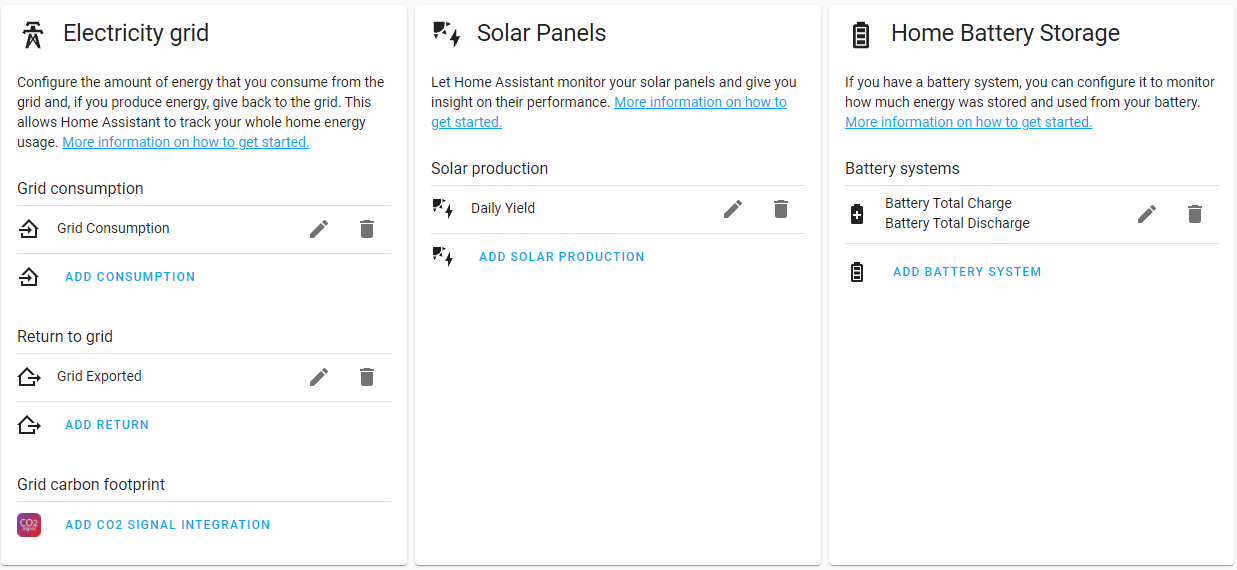 Electricity grid
Configure the amount of energy that you consume from the
grid and, if you produce energy, give back to the grid. This
allows Home Assistant to track your whole home energy
usage. More information on how to get started.
Grid consumption
Grid Consumption
ADD CONSUMPTION
Return to grid
Grid Exported
ADD RETURN
Grid carbon footprint
CO2
signal
ADD CO2 SIGNAL INTEGRATION
Solar Panels
Let Home Assistant monitor your solar panels and give you
insight on their performance. More information on how to
get started.
Solar production
Daily Yield
ADD SOLAR PRODUCTION
Home Battery Storage
If you have a battery system, you can configure it to monitor
how much energy was stored and used from your battery.
More information on how to get started.
Battery systems
Battery Total Charge
Battery Total Discharge
ADD BATTERY SYSTEM